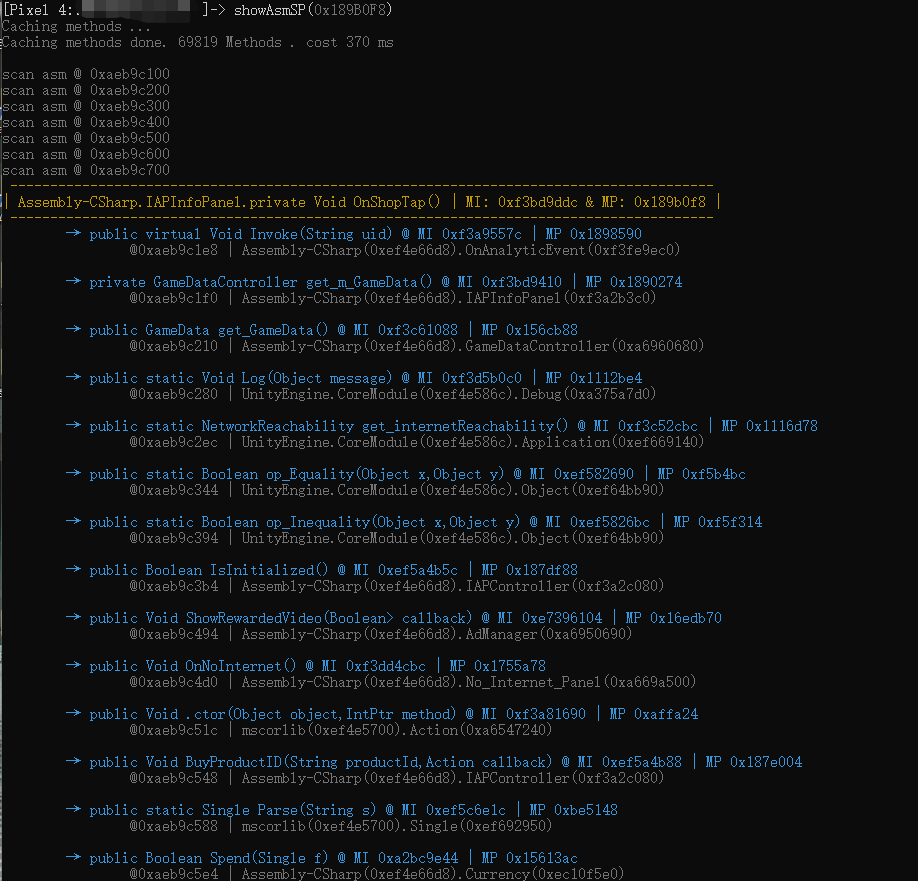 [Pixel 4:. ]-> showAsmSP(0x189B0F8)
Caching methods ...
Caching methods done. 69819 Methods . cost 370 ms
scan asm @ 0xaeb9c100
scan asm @ 0xaeb9c200
scan asm @ 0xaeb9c300
scan asm @ 0xaeb9c400
scan asm @ 0xaeb9c500
scan asm @ 0xaeb9c600
scan asm @ 0xaeb9c700
----------------------------------------------------------------------------------------
| Assembly-CSharp.IAPInfoPanel.private Void OnShopTap() | MI: 0xf3bd9ddc & MP: 0x189b0f8 |
----------------------------------------------------------------------------------------
→ public virtual Void Invoke(String uid) @ MI 0xf3a9557c | MP 0x1898590
@0xaeb9c1e8 | Assembly-CSharp(0xef4e66d8).OnAnalyticEvent(0xf3fe9ec0)
→ private GameDataController get_m_GameData() @ MI 0xf3bd9410 | MP 0x1890274
@0xaeb9c1f0 | Assembly-CSharp(0xef4e66d8).IAPInfoPanel(0xf3a2b3c0)
→ public GameData get_GameData() @ MI 0xf3c61088 | MP 0x156cb88
@0xaeb9c210 | Assembly-CSharp(0xef4e66d8).GameDataController(0xa6960680)
→ public static Void Log(Object message) @ MI 0xf3d5b0c0 | MP 0x1112be4
@0xaeb9c280 | UnityEngine.CoreModule(0xef4e586c).Debug(0xa375a7d0)
→ public static NetworkReachability get_internetReachability() @ MI 0xf3c52cbc | MP 0x1116d78
@0xaeb9c2ec | UnityEngine.CoreModule(0xef4e586c).Application(0xef669140)
→ public static Boolean op_Equality(Object x,Object y) @ MI 0xef582690 | MP 0xf5b4bc
@0xaeb9c344 | UnityEngine.CoreModule(0xef4e586c).Object(0xef64bb90)
→ public static Boolean op_Inequality(Object x,Object y) @ MI 0xef5826bc | MP 0xf5f314
@0xaeb9c394 | UnityEngine.CoreModule(0xef4e586c).Object(0xef64bb90)
→ public Boolean IsInitialized() @ MI 0xef5a4b5c | MP 0x187df88
@0xaeb9c3b4 | Assembly-CSharp(0xef4e66d8).IAPController(0xf3a2c080)
→ public Void ShowRewardedVideo(Boolean> callback) @ MI 0xe7396104 | MP 0x16edb70
@0xaeb9c494 | Assembly-CSharp(0xef4e66d8).AdManager(0xa6950690)
→ public Void OnNoInternet() @ MI 0xf3dd4cbc | MP 0x1755a78
@0xaeb9c4d0 | Assembly-CSharp(0xef4e66d8).No_Internet_Panel(0xa669a500)
→ public Void .ctor(Object object,IntPtr method) @ MI 0xf3a81690 | MP 0xaffa24
@0xaeb9c51c | mscorlib(0xef4e5700).Action(0xa6547240)
→ public Void BuyProductID(String productId,Action callback) @ MI 0xef5a4b88 | MP 0x187e004
@0xaeb9c548 | Assembly-CSharp(0xef4e66d8).IAPController(0xf3a2c080)
→ public static Single Parse(String s) @ MI 0xef5c6e1c | MP 0xbe5148
@0xaeb9c588 | mscorlib(0xef4e5700).Single(0xef692950)
→ public Boolean Spend(Single f) @ MI 0xa2bc9e44 | MP 0x15613ac
@0xaeb9c5e4 | Assembly-CSharp(0xef4e66d8).Currency(0xec10f5e0)